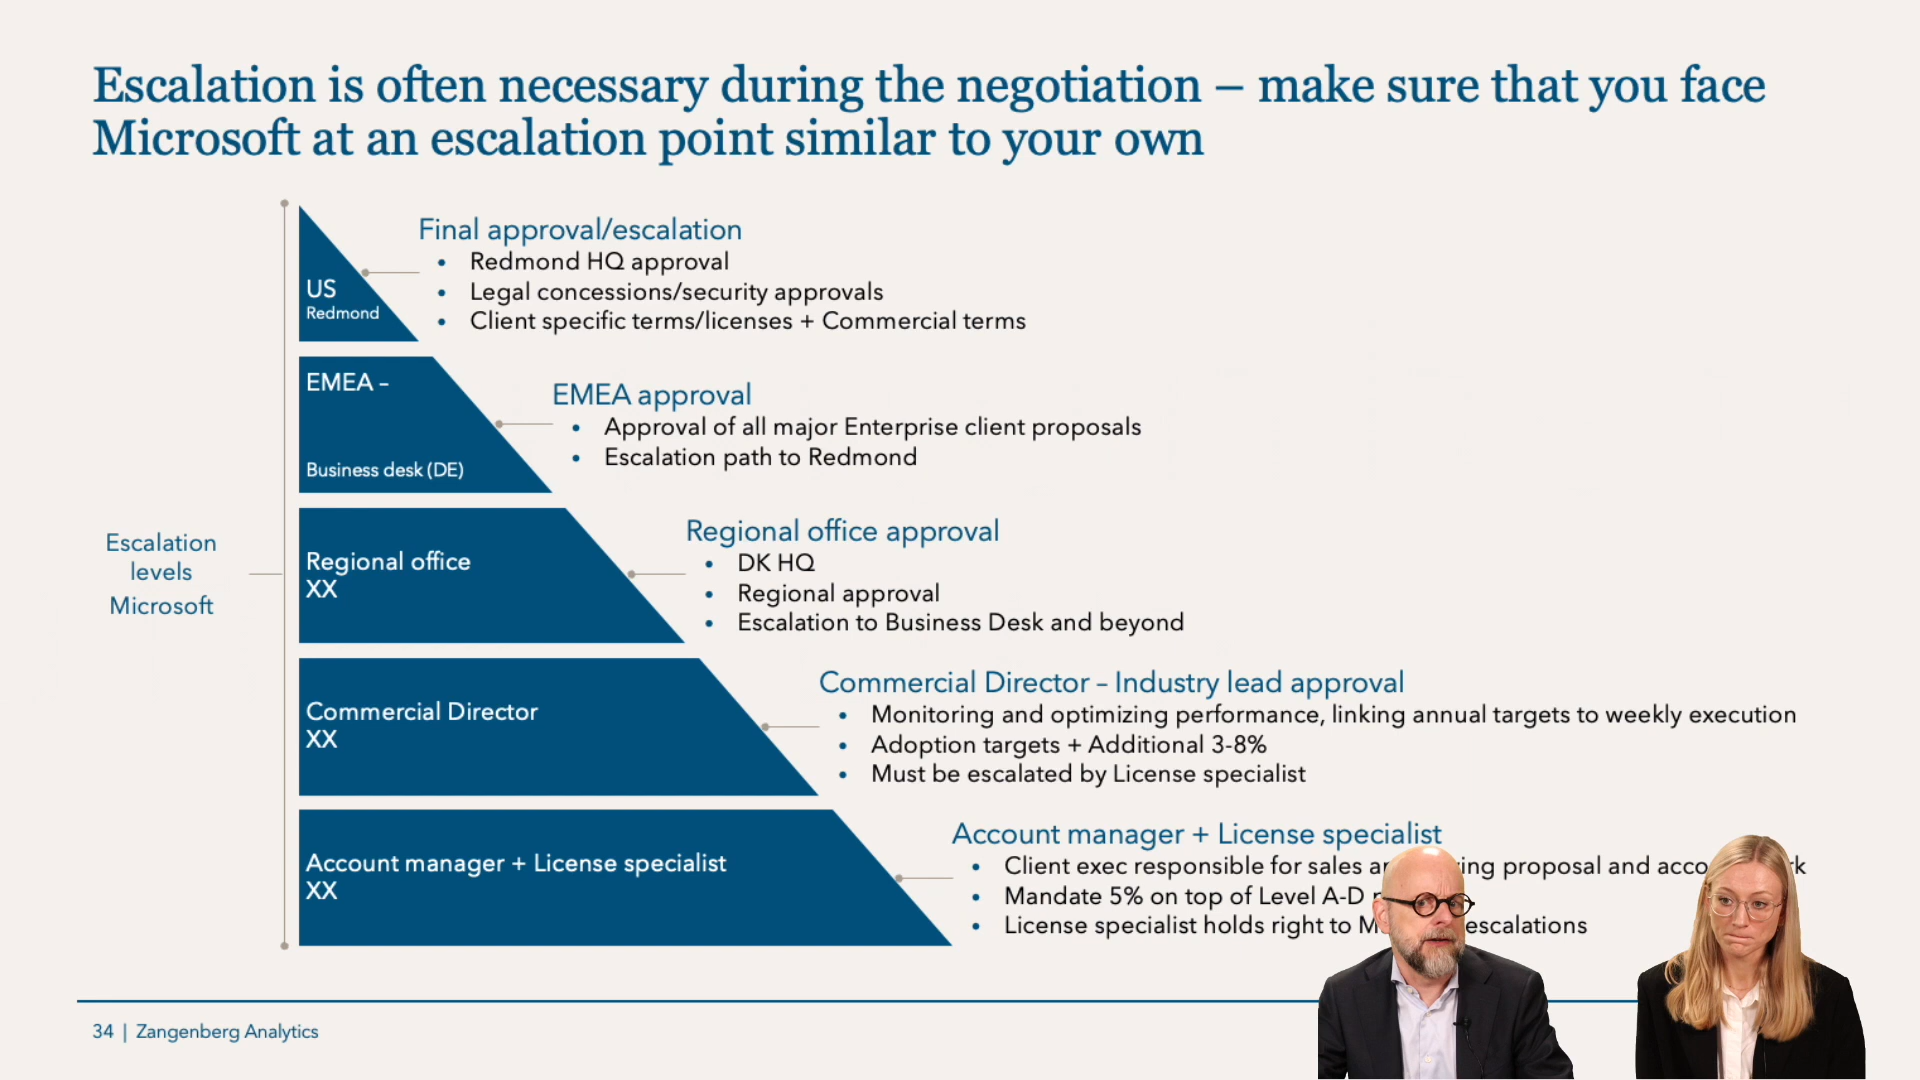 Escalation is often necessary during the negotiation – make sure that you face
Microsoft at an escalation point similar to your own
Final approval/escalation
• Redmond HQ approval
• Legal concessions/security approvals
• Client specific terms/licenses + Commercial terms
US
Redmond
EMEA –
Business desk (DE)
EMEA approval
• Approval of all major Enterprise client proposals
• Escalation path to Redmond
Escalation
levels
Microsoft
Regional office
XX
Regional office approval
• DK HQ
• Regional approval
• Escalation to Business Desk and beyond
Commercial Director
XX
Commercial Director – Industry lead approval
• Monitoring and optimizing performance, linking annual targets to weekly execution
• Adoption targets + Additional 3-8%
• Must be escalated by License specialist
Account manager + License specialist
XX
Account manager + License specialist
• Client exec responsible for sales proposal and
• Mandate 5% on top of Level A-D
• License specialist holds right to escalations
34 | Zangenberg Analytics